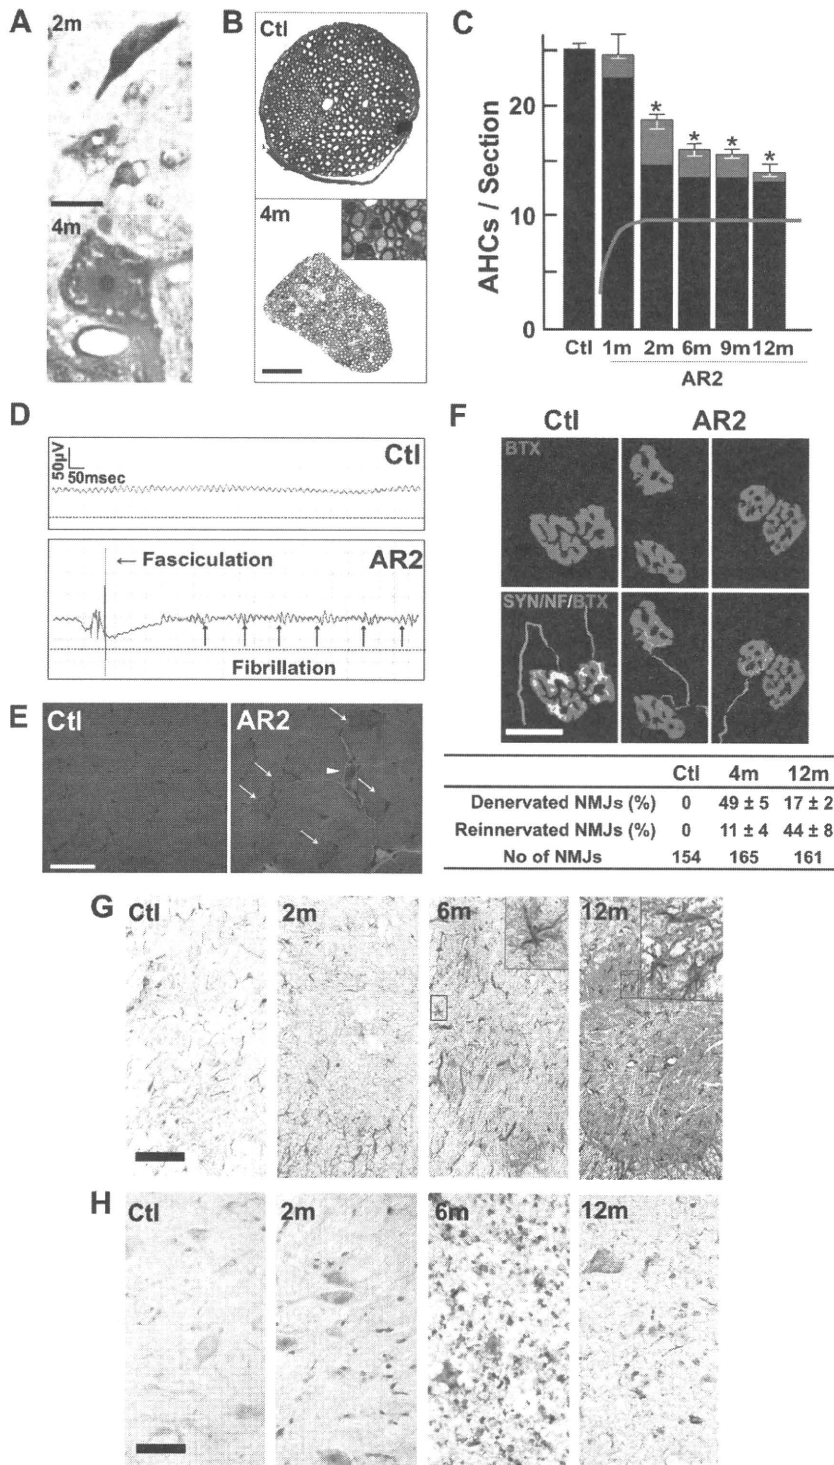 A
2m
4m
B
Ctl
4m
C
AHCs / Section
20
10
0
Ctl 1m 2m 6m 9m 12m
AR2
* * * *
D
50µV
50msec
Ctl
← Fasciculation
AR2
Fibrillation
E
Ctl
AR2
F
Ctl AR2
BTX
SYN/NF/BTX
Ctl 4m 12m
Denervated NMJs (%) 0 49 ± 5 17 ± 2
Reinnervated NMJs (%) 0 11 ± 4 44 ± 8
No of NMJs 154 165 161
G
Ctl 2m 6m 12m
H
Ctl 2m 6m 12m